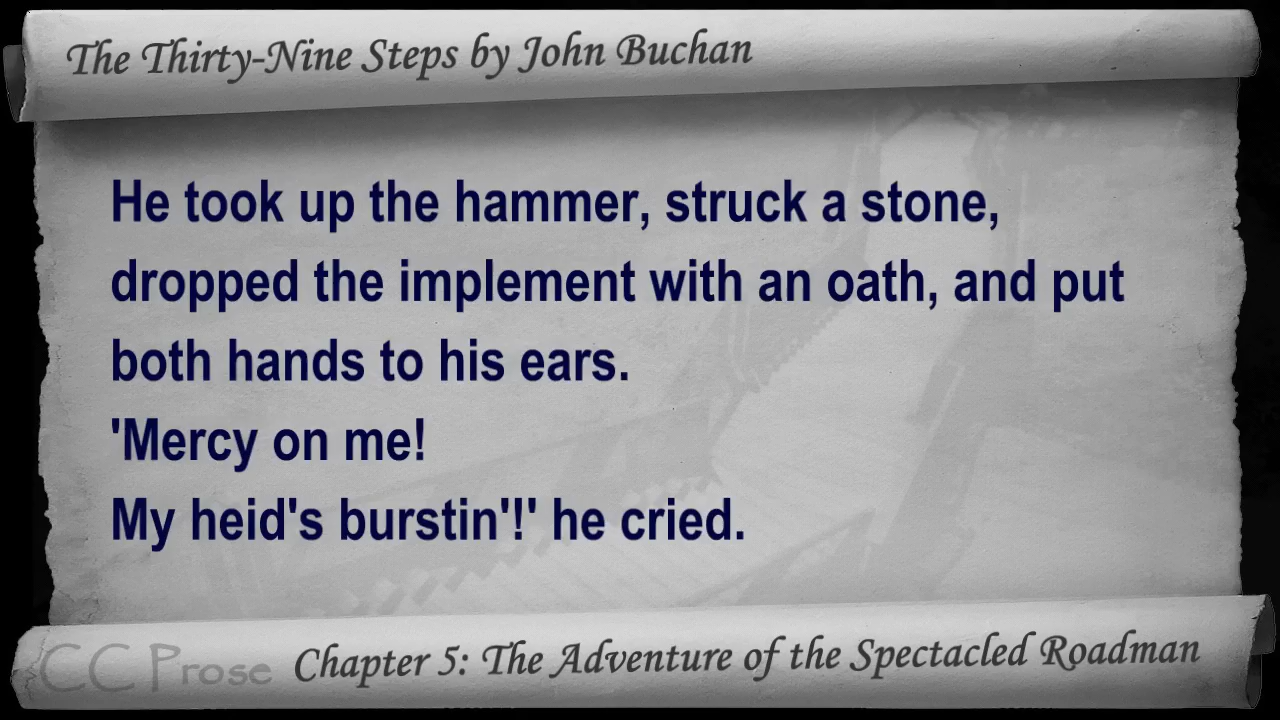 The Thirty-Nine Steps by John Buchan
He took up the hammer, struck a stone,
dropped the implement with an oath, and put
both hands to his ears.
'Mercy on me!
My heid's burstin'!' he cried.
CC Prose
Chapter 5: The Adventure of the Spectacled Roadman